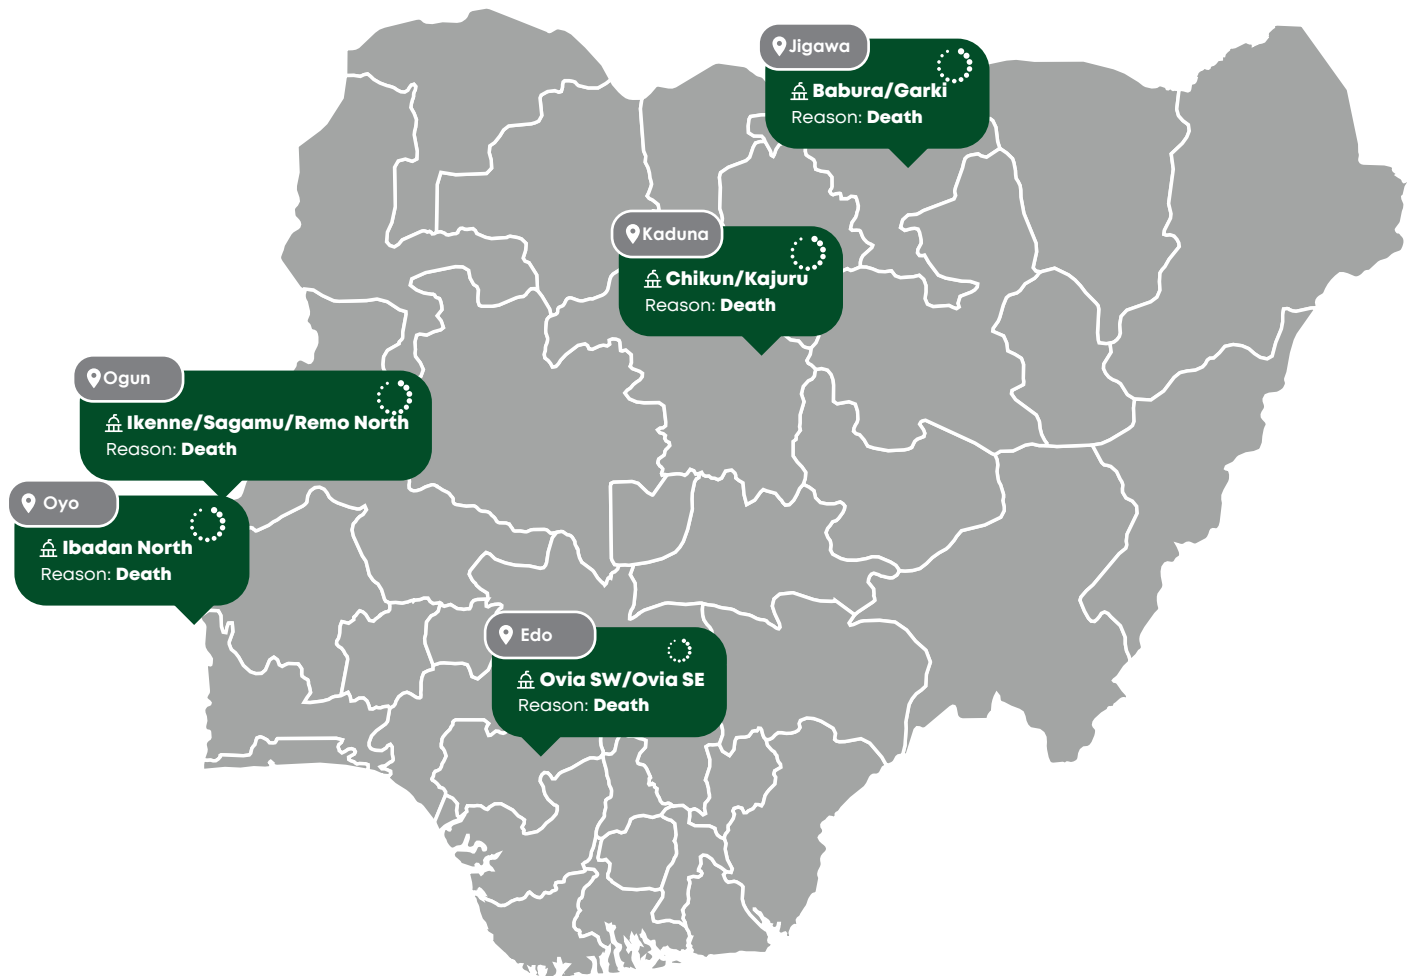 Jigawa
Babura/Garki
Reason: Death
Kaduna
Chikun/Kajuru
Reason: Death
Ogun
Ikenne/Sagamu/Remo North
Reason: Death
Oyo
Ibadan North
Reason: Death
Edo
Ovia SW/Ovia SE
Reason: Death